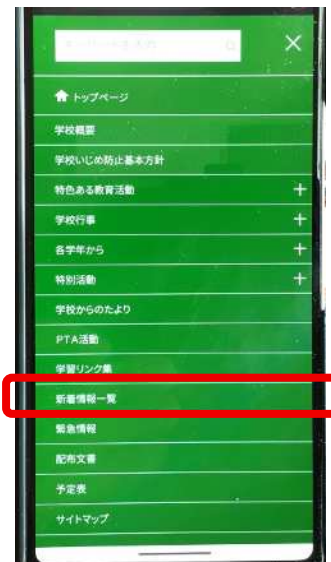 トップページ
学校概要
学校いじめ防止基本方針
特色ある教育活動
学校行事
各学年から
特別活動
学校からのたより
PTA活動
学習リンク集
新着情報一覧
緊急情報
配布文書
予定表
サイトマップ